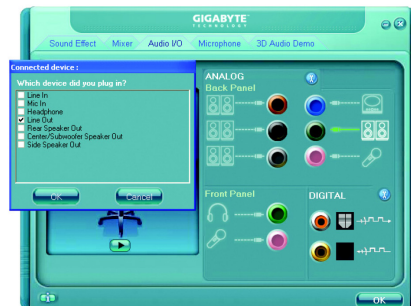 GIGABYTE
TECHNOLOGY
Sound Effect Mixer Audio I/O Microphone 3D Audio Demo
Connected device :
Which device did you plug in?
Line In
Mic In
Headphone
Line Out
Rear Speaker Out
Center/Subwoofer Speaker Out
Side Speaker Out
OK Cancel
ANALOG
Back Panel
Front Panel
DIGITAL
OK